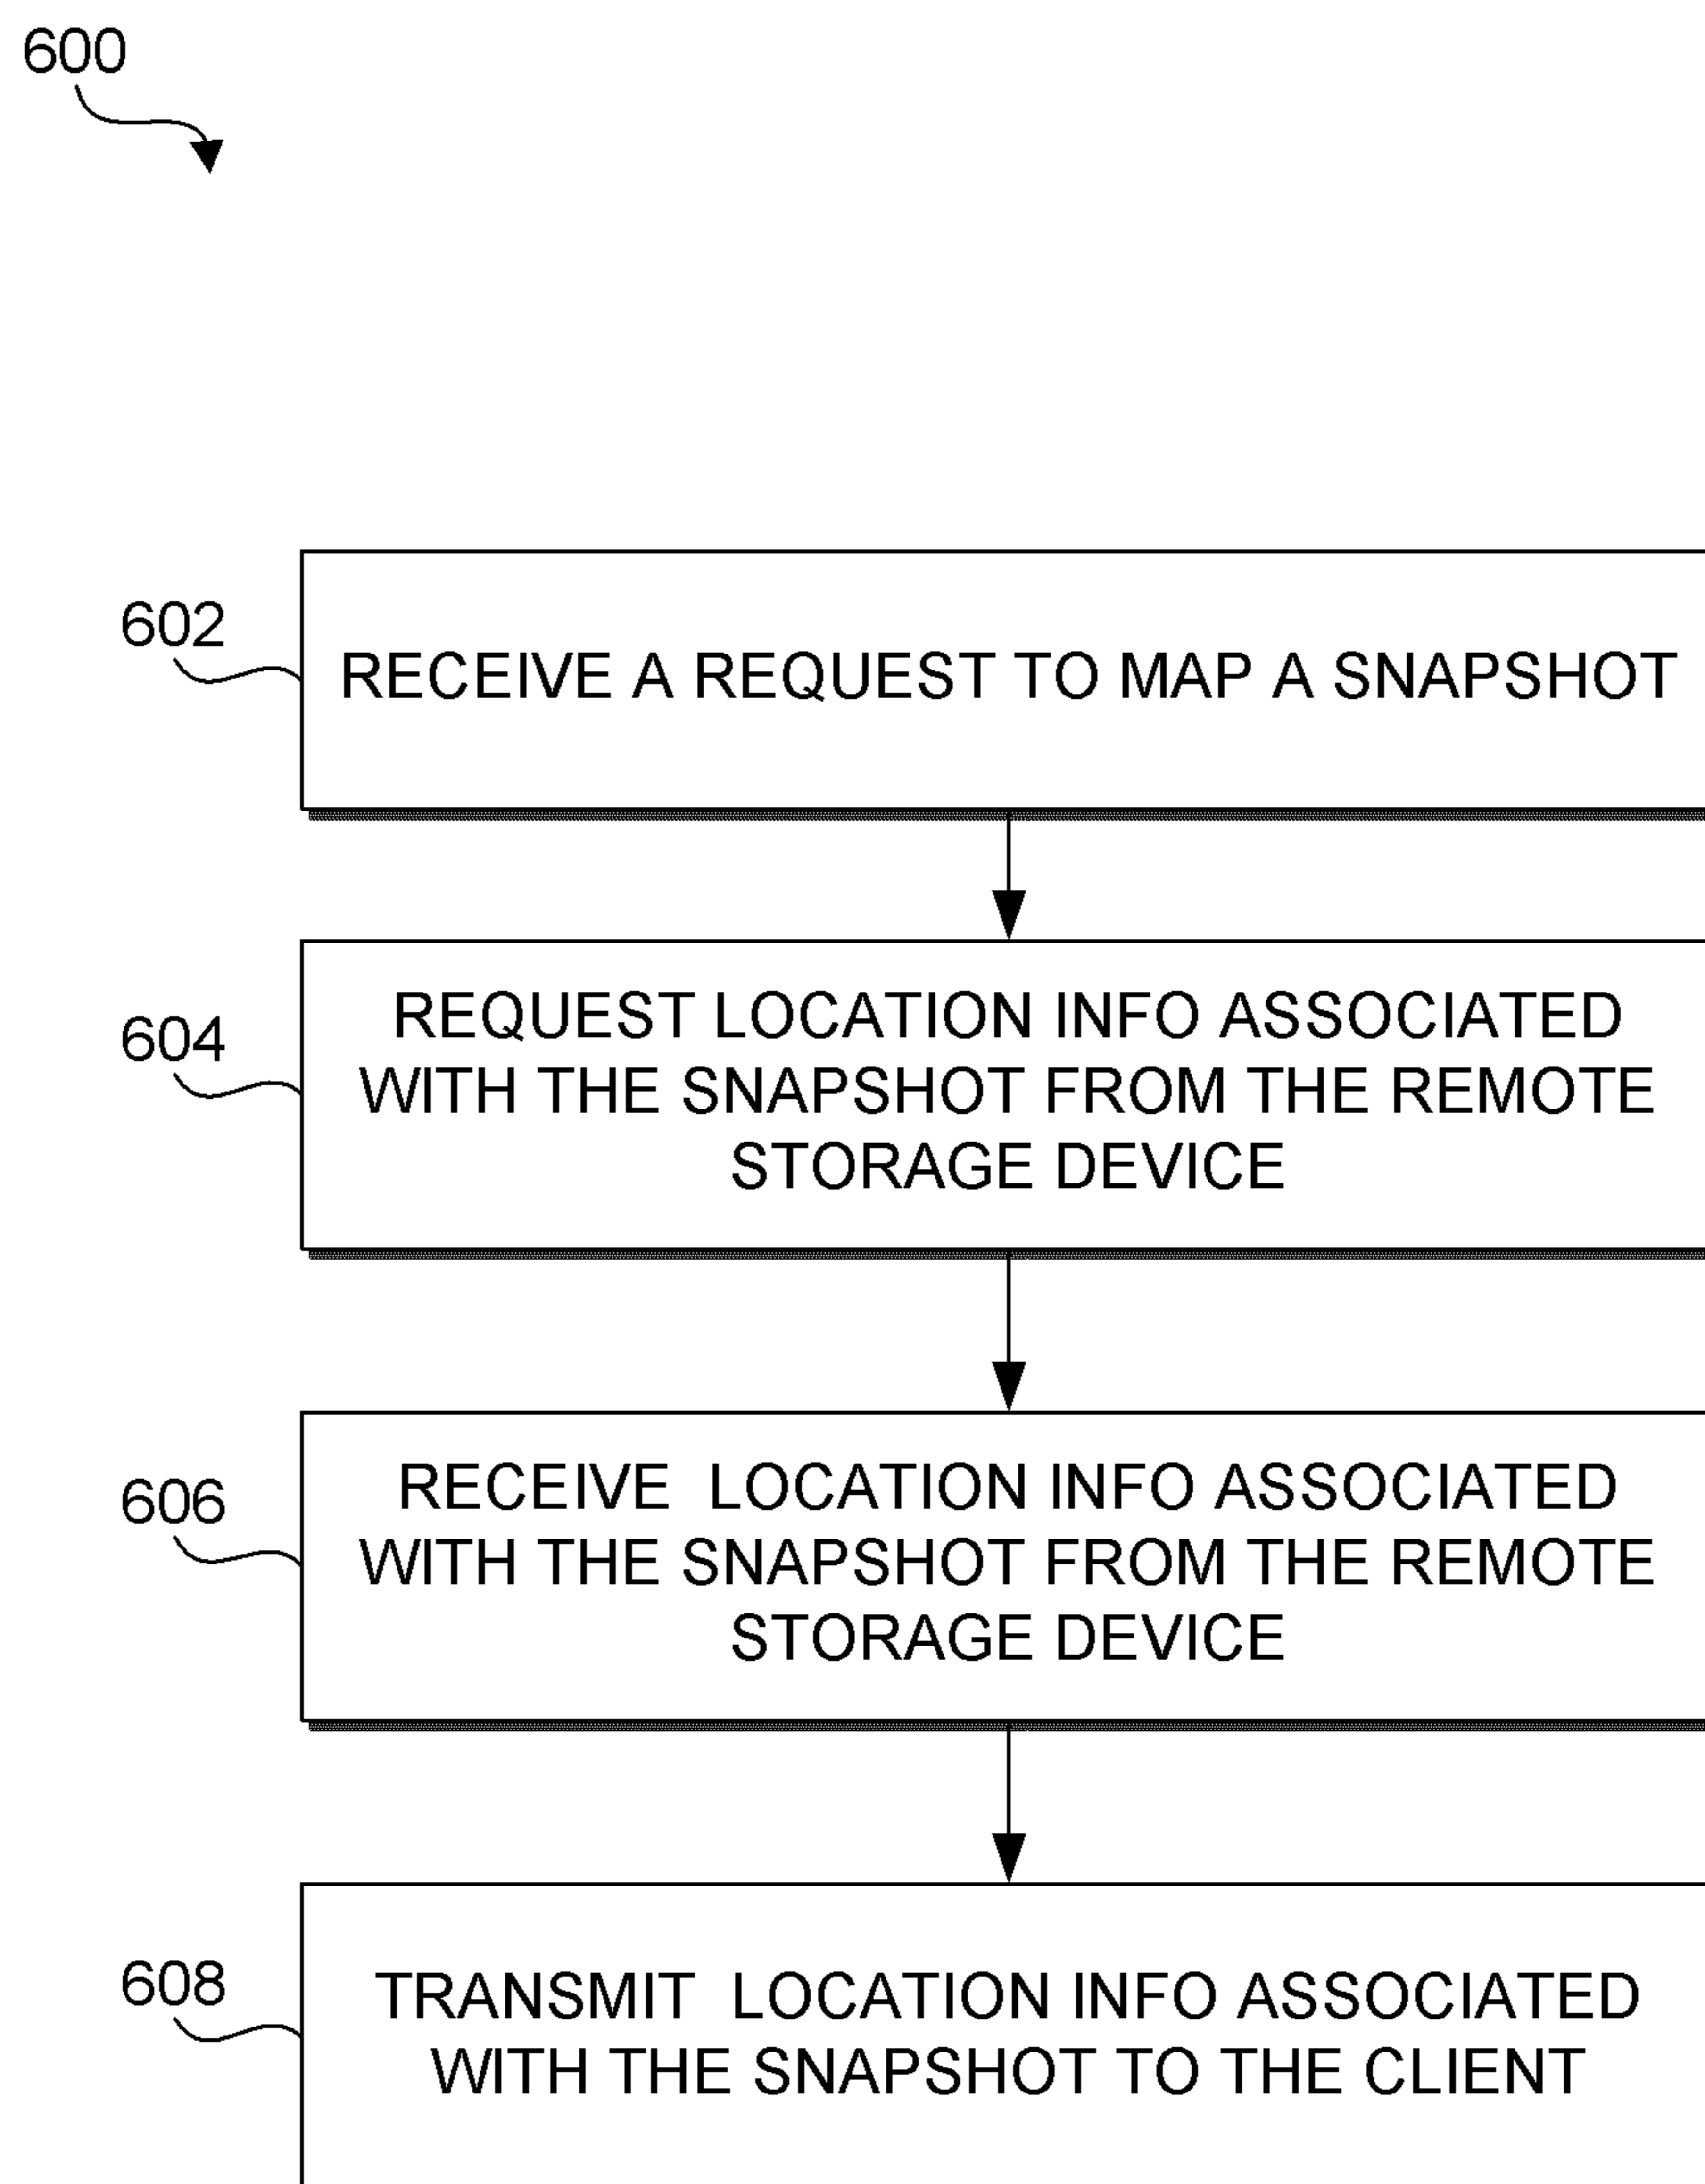 600
602
RECEIVE A REQUEST TO MAP A SNAPSHOT
604
REQUEST LOCATION INFO ASSOCIATED
WITH THE SNAPSHOT FROM THE REMOTE
STORAGE DEVICE
606
RECEIVE LOCATION INFO ASSOCIATED
WITH THE SNAPSHOT FROM THE REMOTE
STORAGE DEVICE
608
TRANSMIT LOCATION INFO ASSOCIATED
WITH THE SNAPSHOT TO THE CLIENT